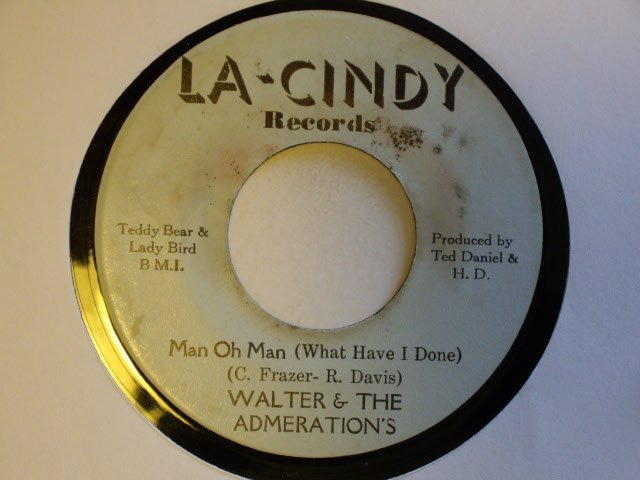 LA-CINDY
Records
Teddy Bear &
Lady Bird
B M.I.
Produced by
Ted Daniel &
H. D.
Man Oh Man (What Have I Done)
(C. Frazer- R. Davis)
WALTER & THE
ADMERATION'S